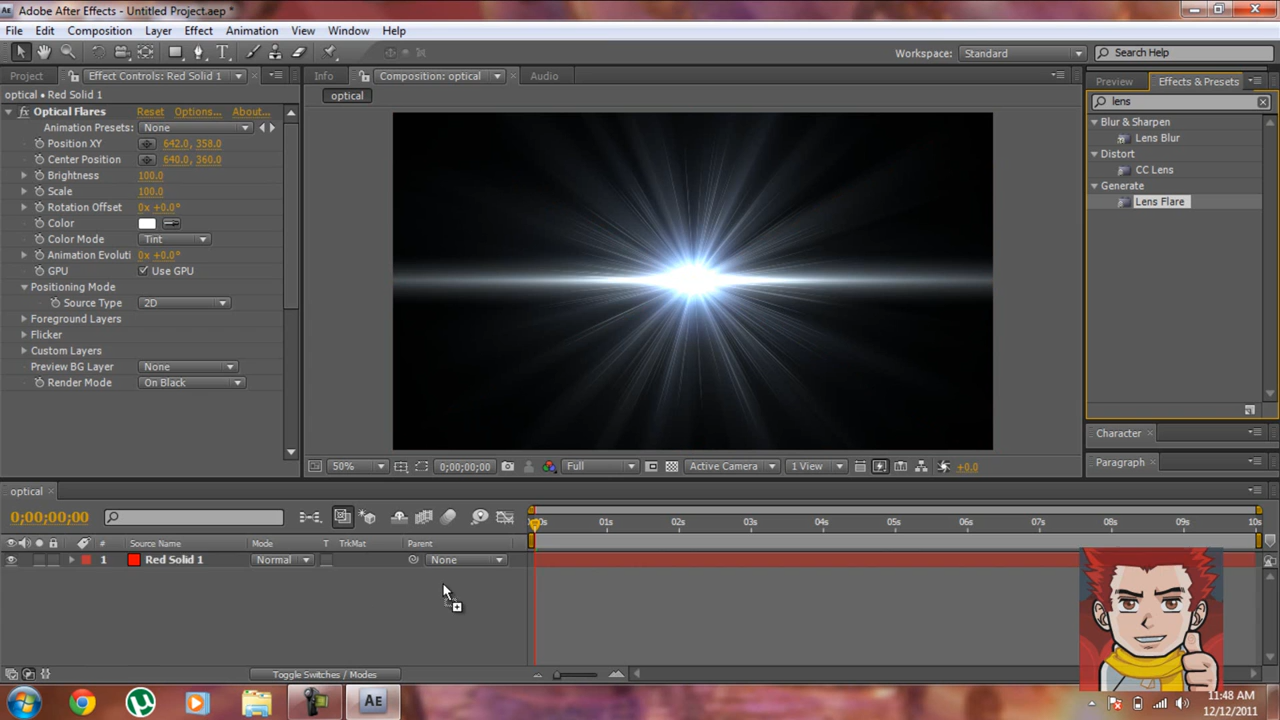 Adobe After Effects - Untitled Project.aep *
File Edit Composition Layer Effect Animation View Window Help
Workspace: Standard Search Help
Project Effect Controls: Red Solid 1 Info Composition: optical Audio Preview Effects & Presets
optical • Red Solid 1 optical lens
fx Optical Flares Reset Options... About...
Animation Presets: None
Position XY 642.0, 358.0
Center Position 640.0, 360.0
Brightness 100.0
Scale 100.0
Rotation Offset 0x +0.0°
Color
Color Mode Tint
Animation Evoluti 0x +0.0°
GPU Use GPU
Positioning Mode
Source Type 2D
Foreground Layers
Flicker
Custom Layers
Preview BG Layer None
Render Mode On Black
Blur & Sharpen
Lens Blur
Distort
CC Lens
Generate
Lens Flare
Character
Paragraph
50% 0;00;00;00 Full Active Camera 1 View +0.0
optical
0;00;00;00
:00s 01s 02s 03s 04s 05s 06s 07s 08s 09s 10s
# Source Name Mode T TrkMat Parent
1 Red Solid 1 Normal None
Toggle Switches / Modes
Ae
11:48 AM
12/12/2011